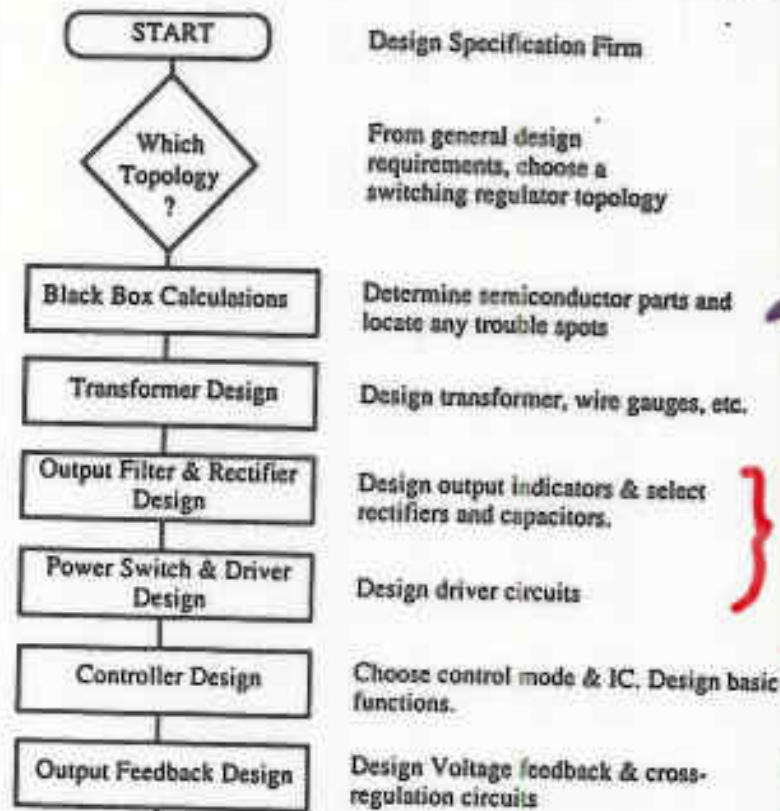 START
Design Specification Firm
Which
Topology
?
From general design
requirements, choose a
switching regulator topology
Black Box Calculations
Determine semiconductor parts and
locate any trouble spots
Transformer Design
Design transformer, wire gauges, etc.
Output Filter & Rectifier
Design
Design output indicators & select
rectifiers and capacitors.
Power Switch & Driver
Design
Design driver circuits
Controller Design
Choose control mode & IC. Design basic
functions.
Output Feedback Design
Design Voltage feedback & cross-
regulation circuits